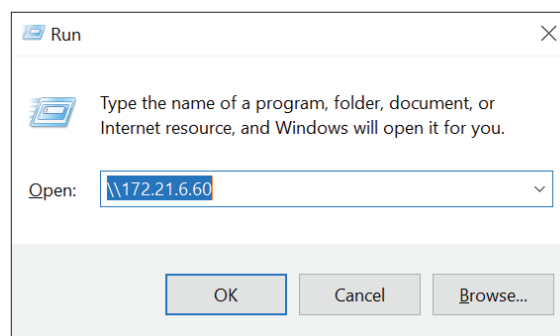 Run
Type the name of a program, folder, document, or
Internet resource, and Windows will open it for you.
Open: \\172.21.6.60
OK Cancel Browse...